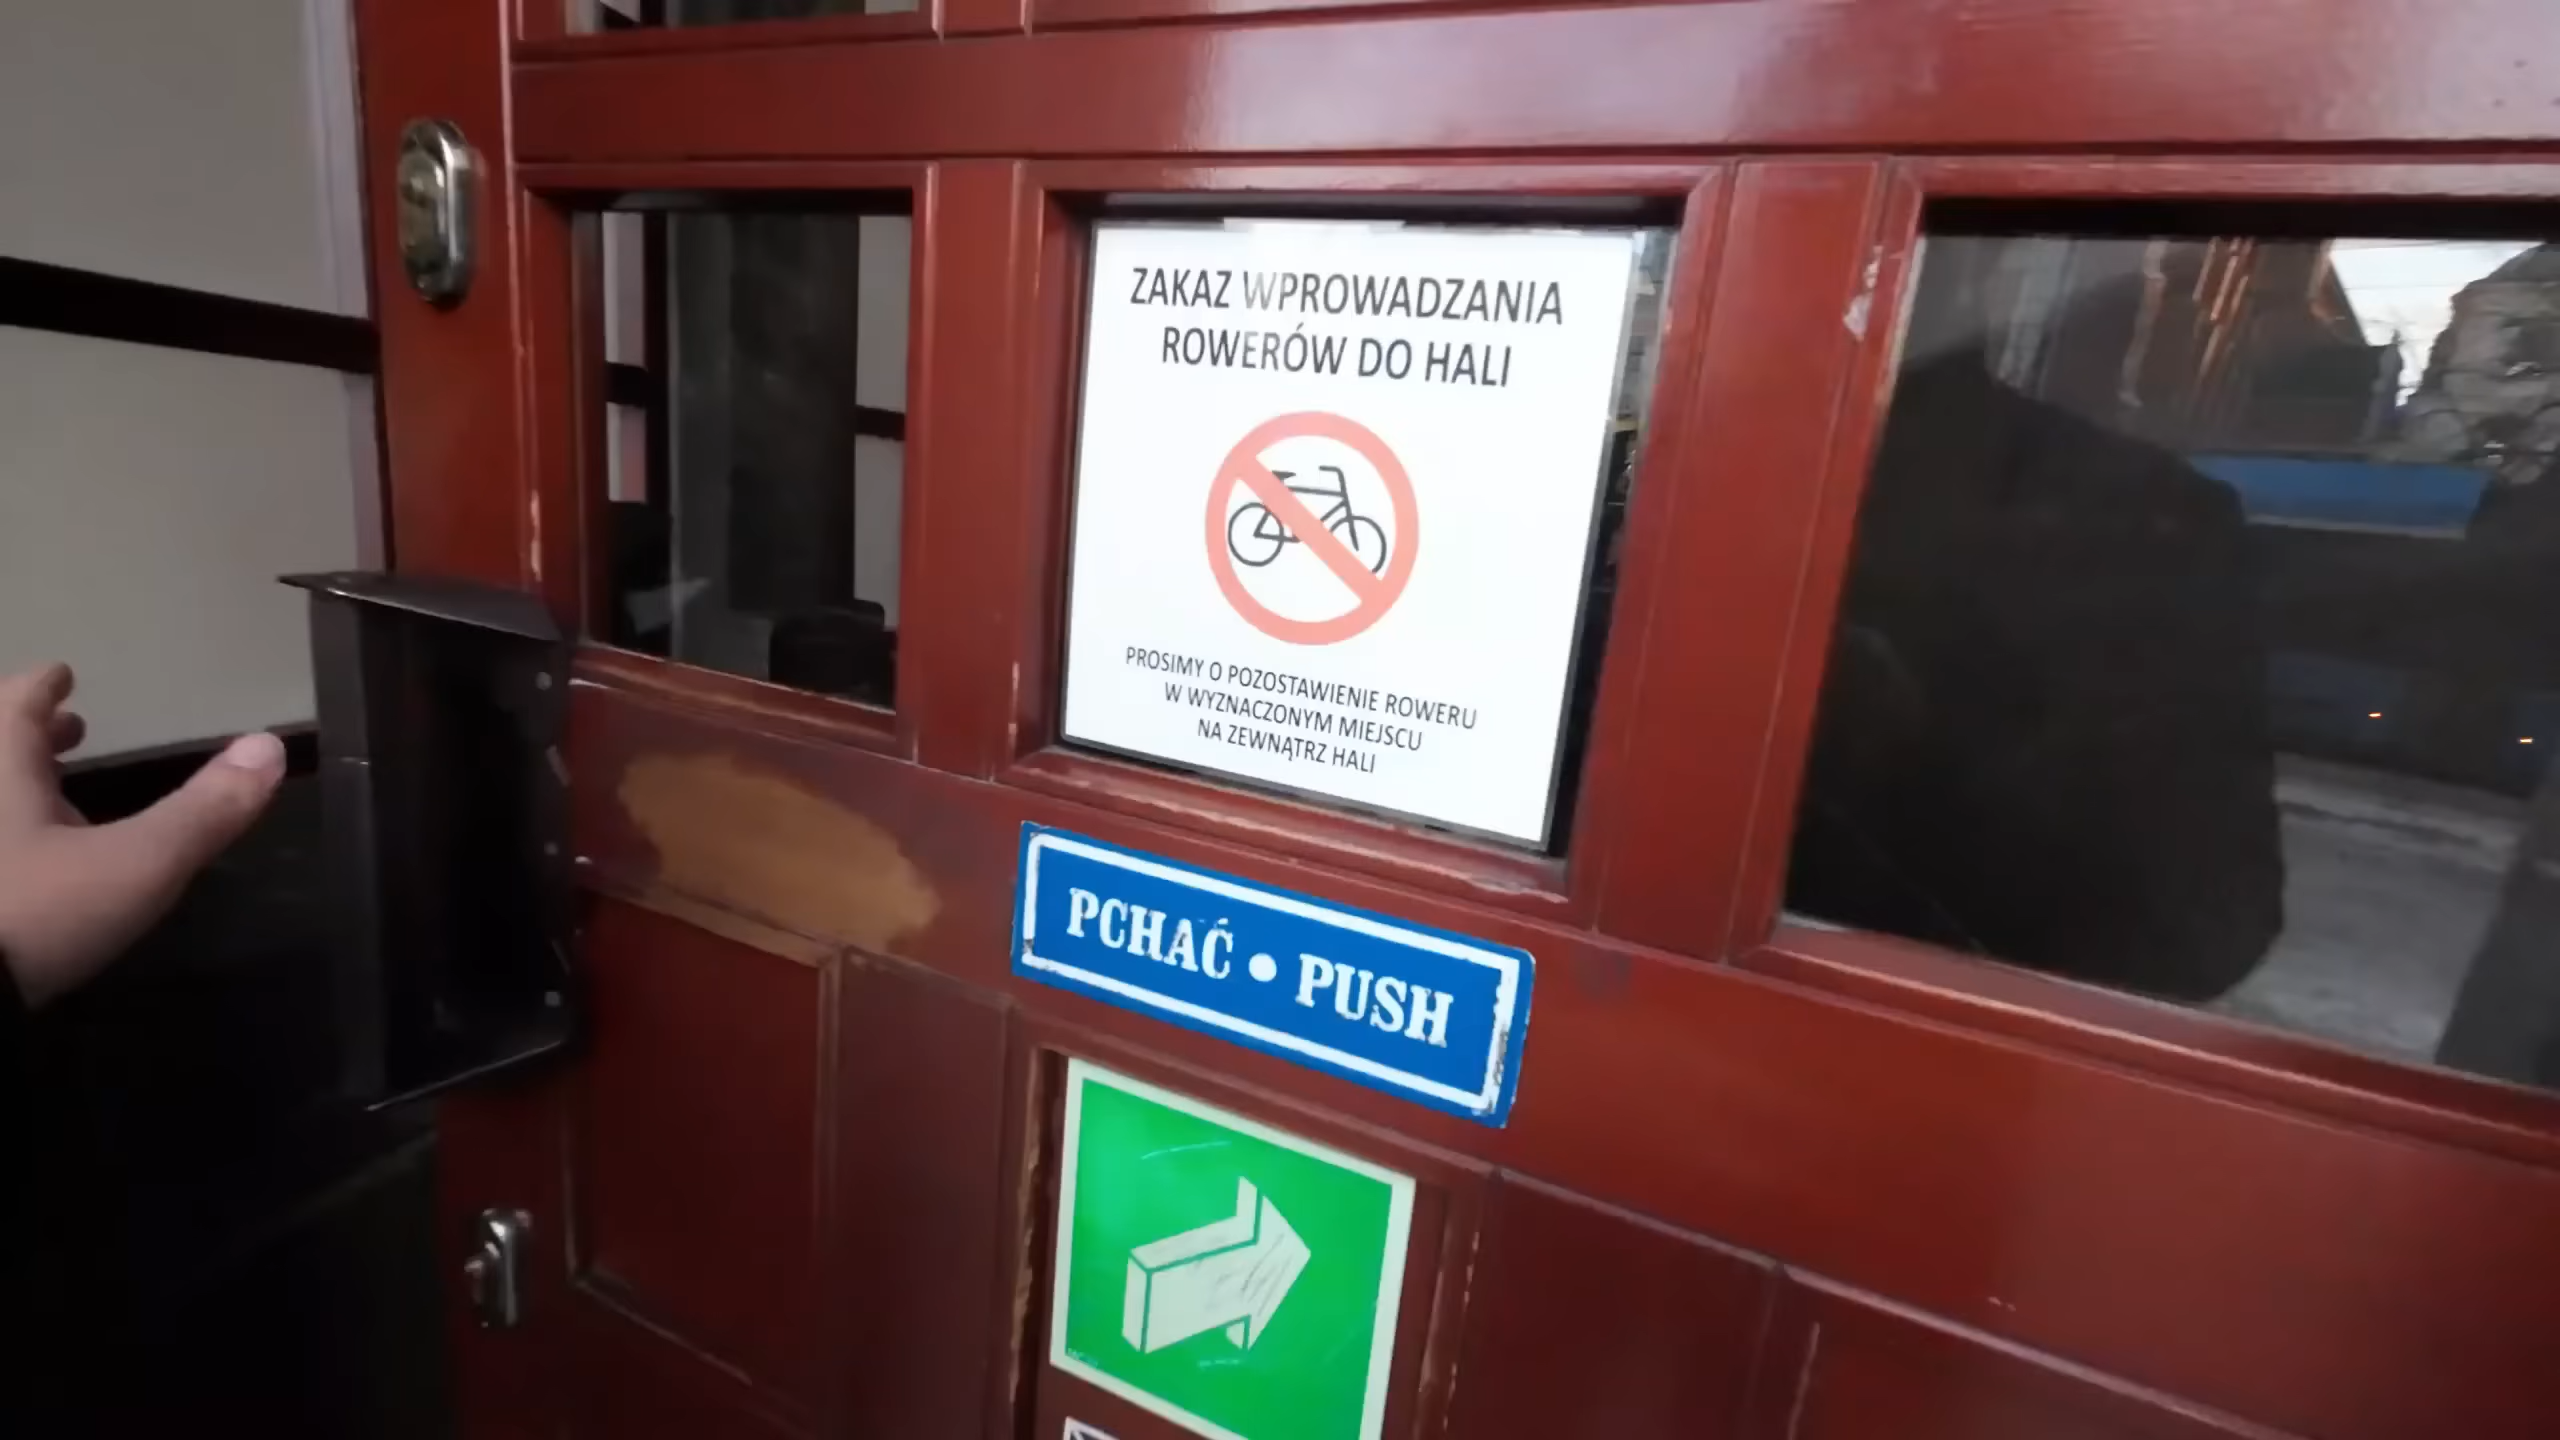 ZAKAZ WPROWADZANIA
ROWERÓW DO HALI
PROSIMY O POZOSTAWIENIE ROWERU
W WYZNACZONYM MIEJSCU
NA ZEWNĄTRZ HALI
PCHAĆ • PUSH